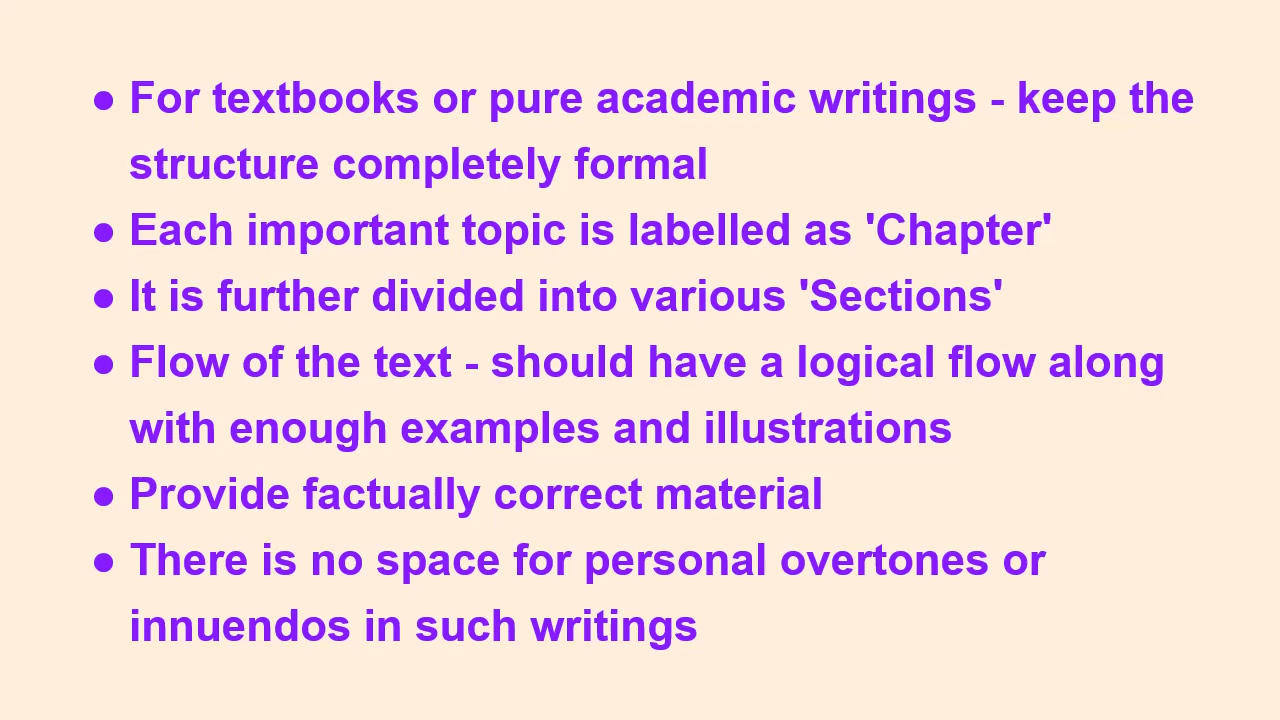 ● For textbooks or pure academic writings - keep the
structure completely formal
● Each important topic is labelled as 'Chapter'
● It is further divided into various 'Sections'
● Flow of the text - should have a logical flow along
with enough examples and illustrations
● Provide factually correct material
● There is no space for personal overtones or
innuendos in such writings